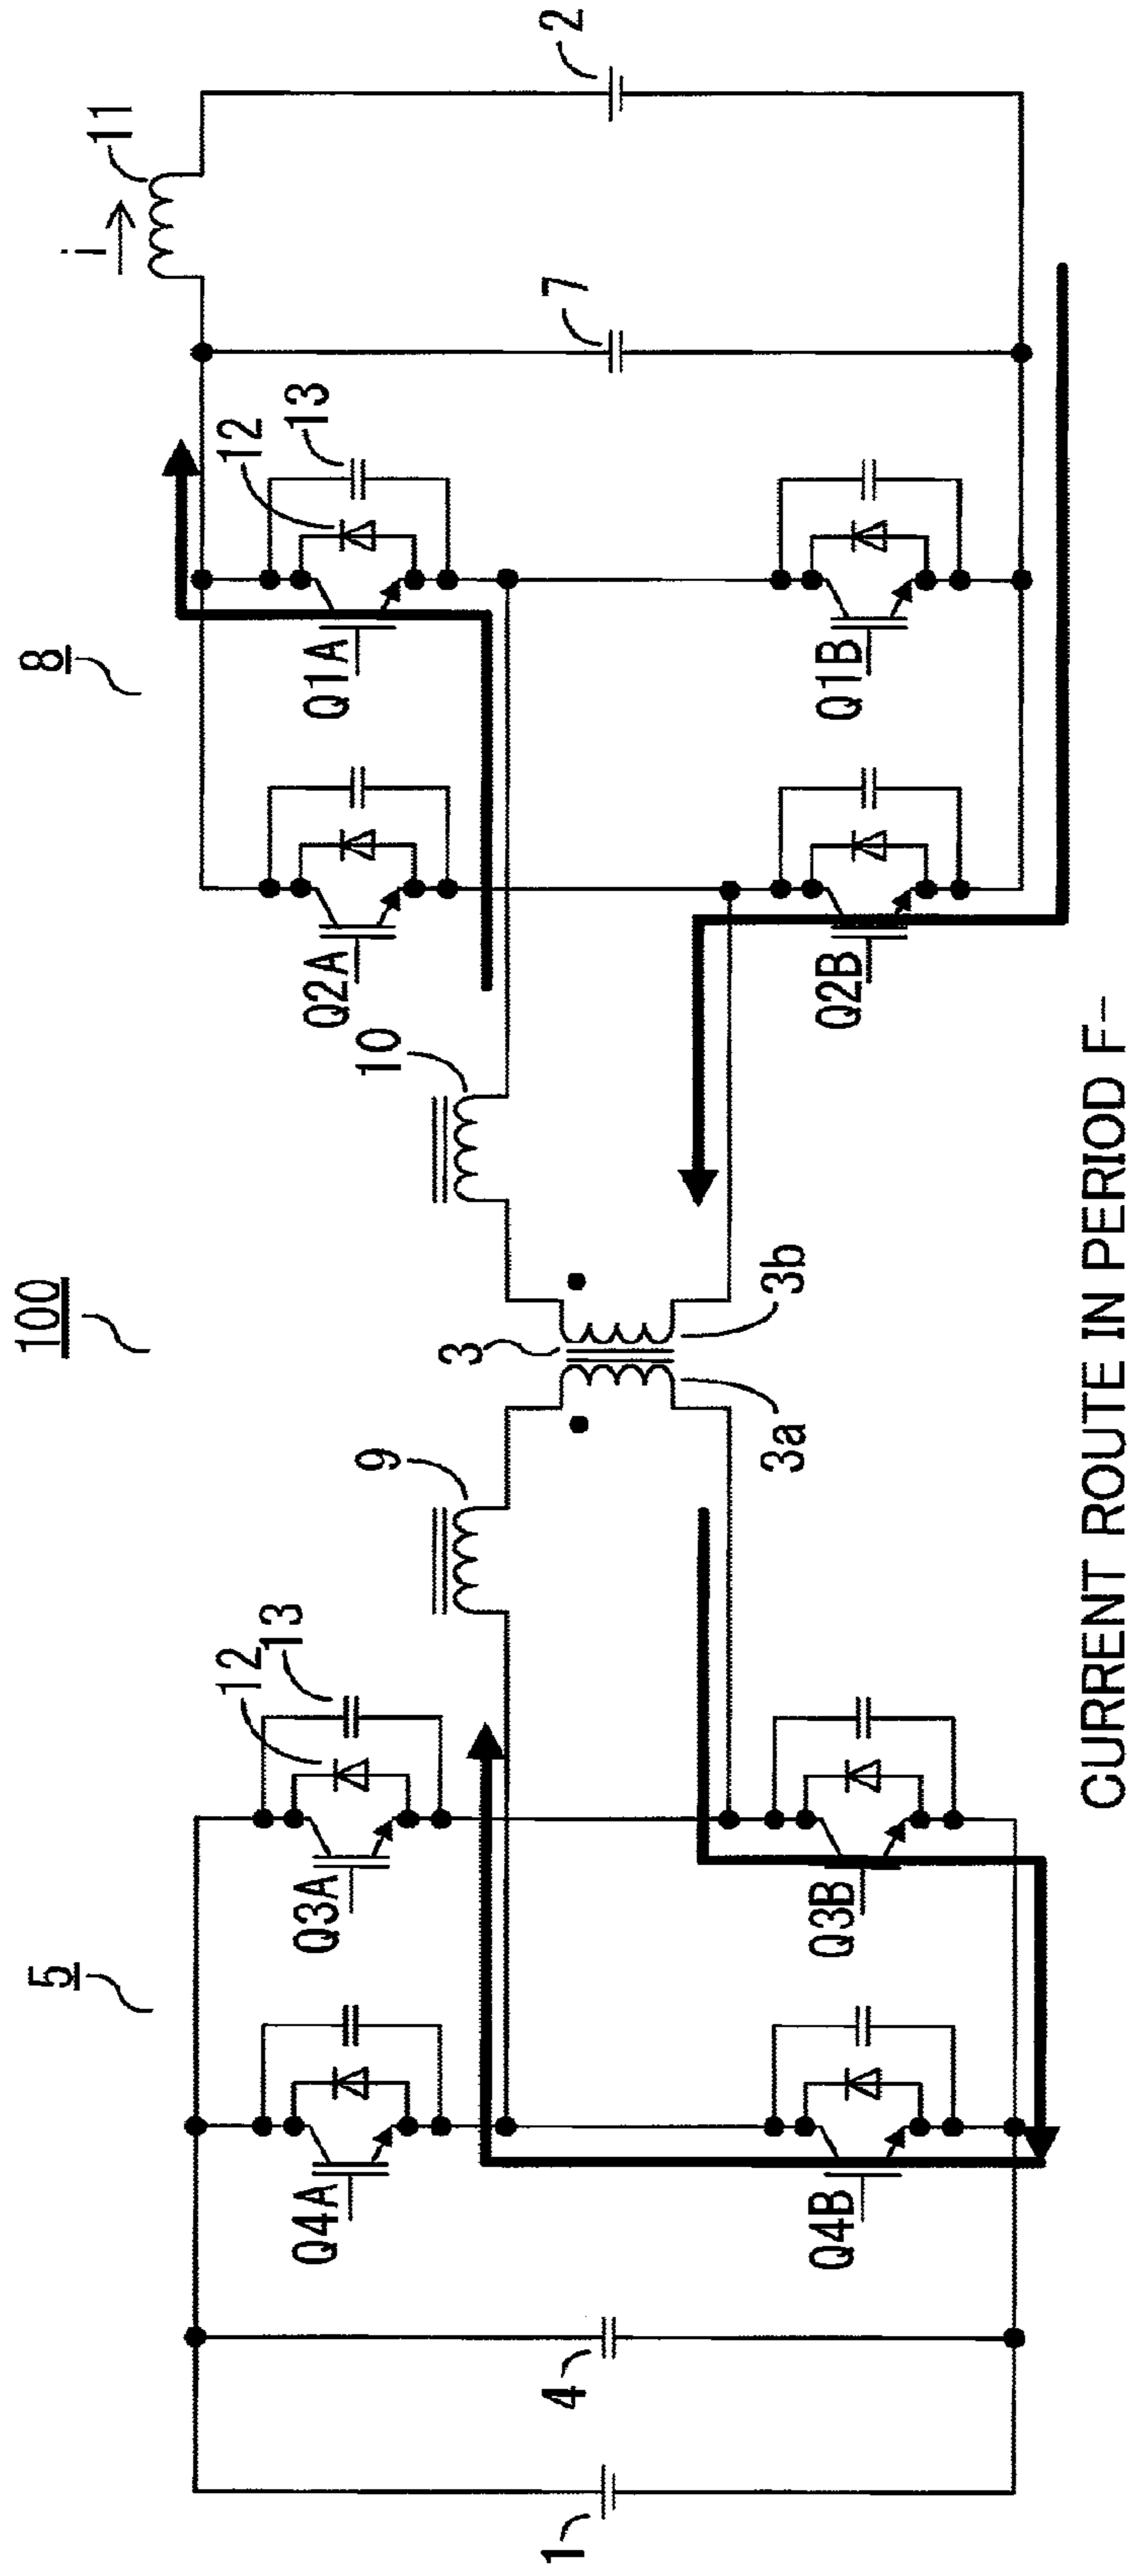 100
5
8
i
11
12
13
12
13
Q4A
Q3A
9
10
Q2A
Q1A
3
1
4
7
2
3a
3b
Q4B
Q3B
Q2B
Q1B
CURRENT ROUTE IN PERIOD F-